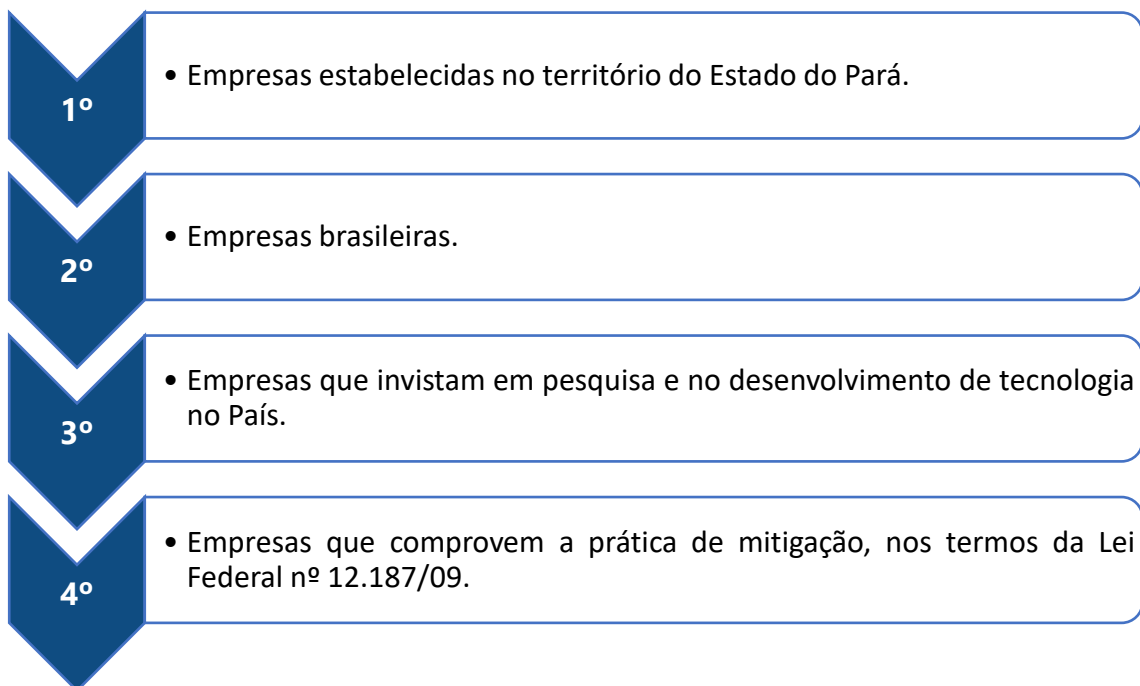 1º
• Empresas estabelecidas no território do Estado do Pará.
2º
• Empresas brasileiras.
3º
• Empresas que invistam em pesquisa e no desenvolvimento de tecnologia
no País.
4º
• Empresas que comprovem a prática de mitigação, nos termos da Lei
Federal nº 12.187/09.